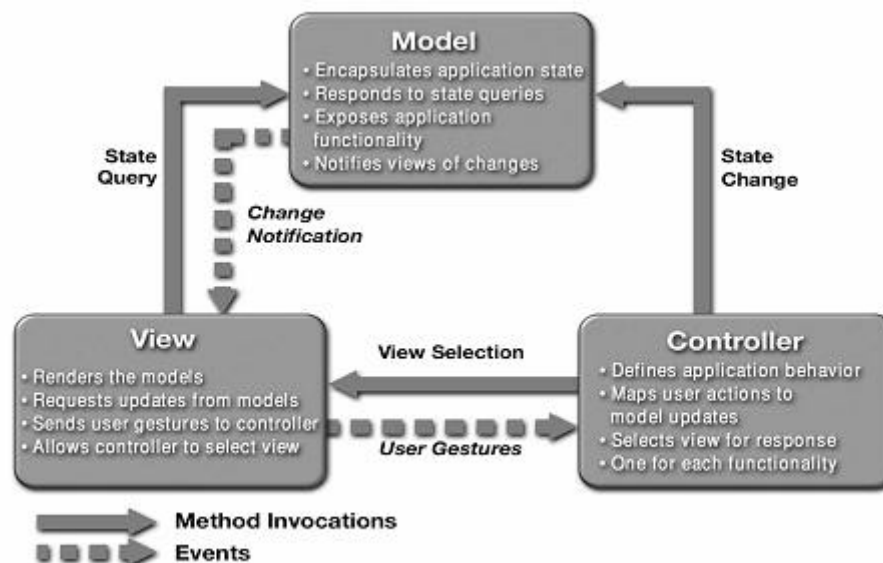 Model
• Encapsulates application state
• Responds to state queries
• Exposes application
functionality
• Notifies views of changes
State
Query
Change
Notification
State
Change
View
• Renders the models
• Requests updates from models
• Sends user gestures to controller
• Allows controller to select view
View Selection
User Gestures
Controller
• Defines application behavior
• Maps user actions to
model updates
• Selects view for response
• One for each functionality
Method Invocations
Events